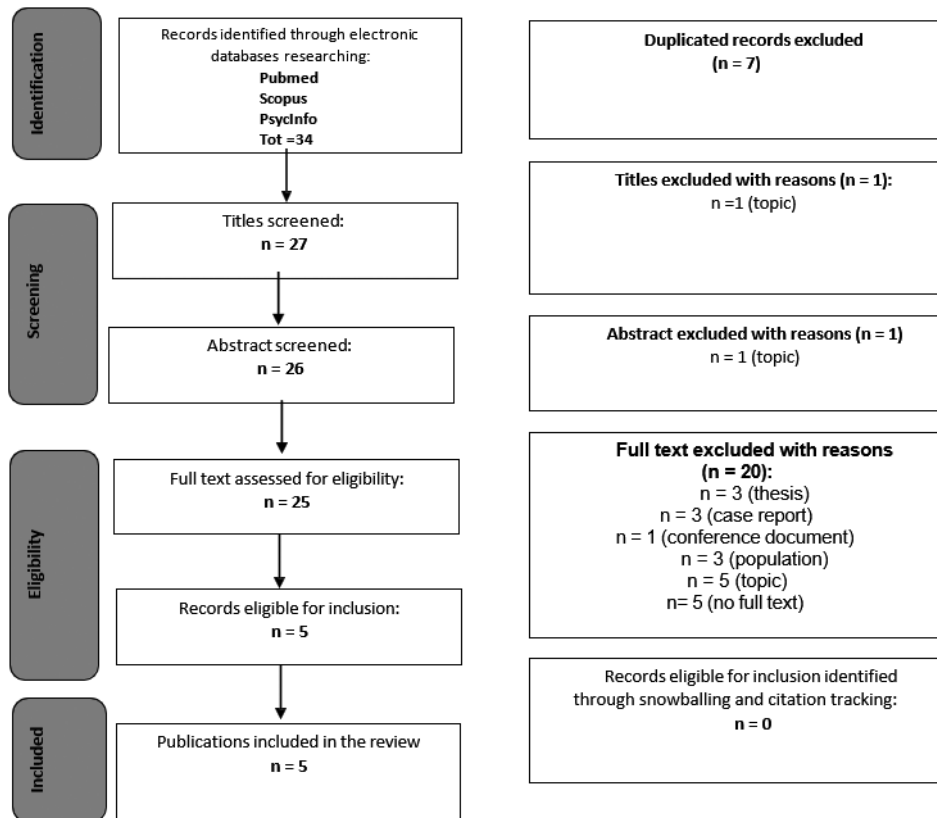 Identification
Records identified through electronic
databases researching:
Pubmed
Scopus
PsycInfo
Tot =34
Duplicated records excluded
(n = 7)
Titles excluded with reasons (n = 1):
n =1 (topic)
Screening
Titles screened:
n = 27
Abstract screened:
n = 26
Abstract excluded with reasons (n = 1)
n = 1 (topic)
Eligibility
Full text assessed for eligibility:
n = 25
Full text excluded with reasons
(n = 20):
n = 3 (thesis)
n = 3 (case report)
n = 1 (conference document)
n = 3 (population)
n = 5 (topic)
n= 5 (no full text)
Records eligible for inclusion:
n = 5
Records eligible for inclusion identified
through snowballing and citation tracking:
n = 0
Included
Publications included in the review
n = 5